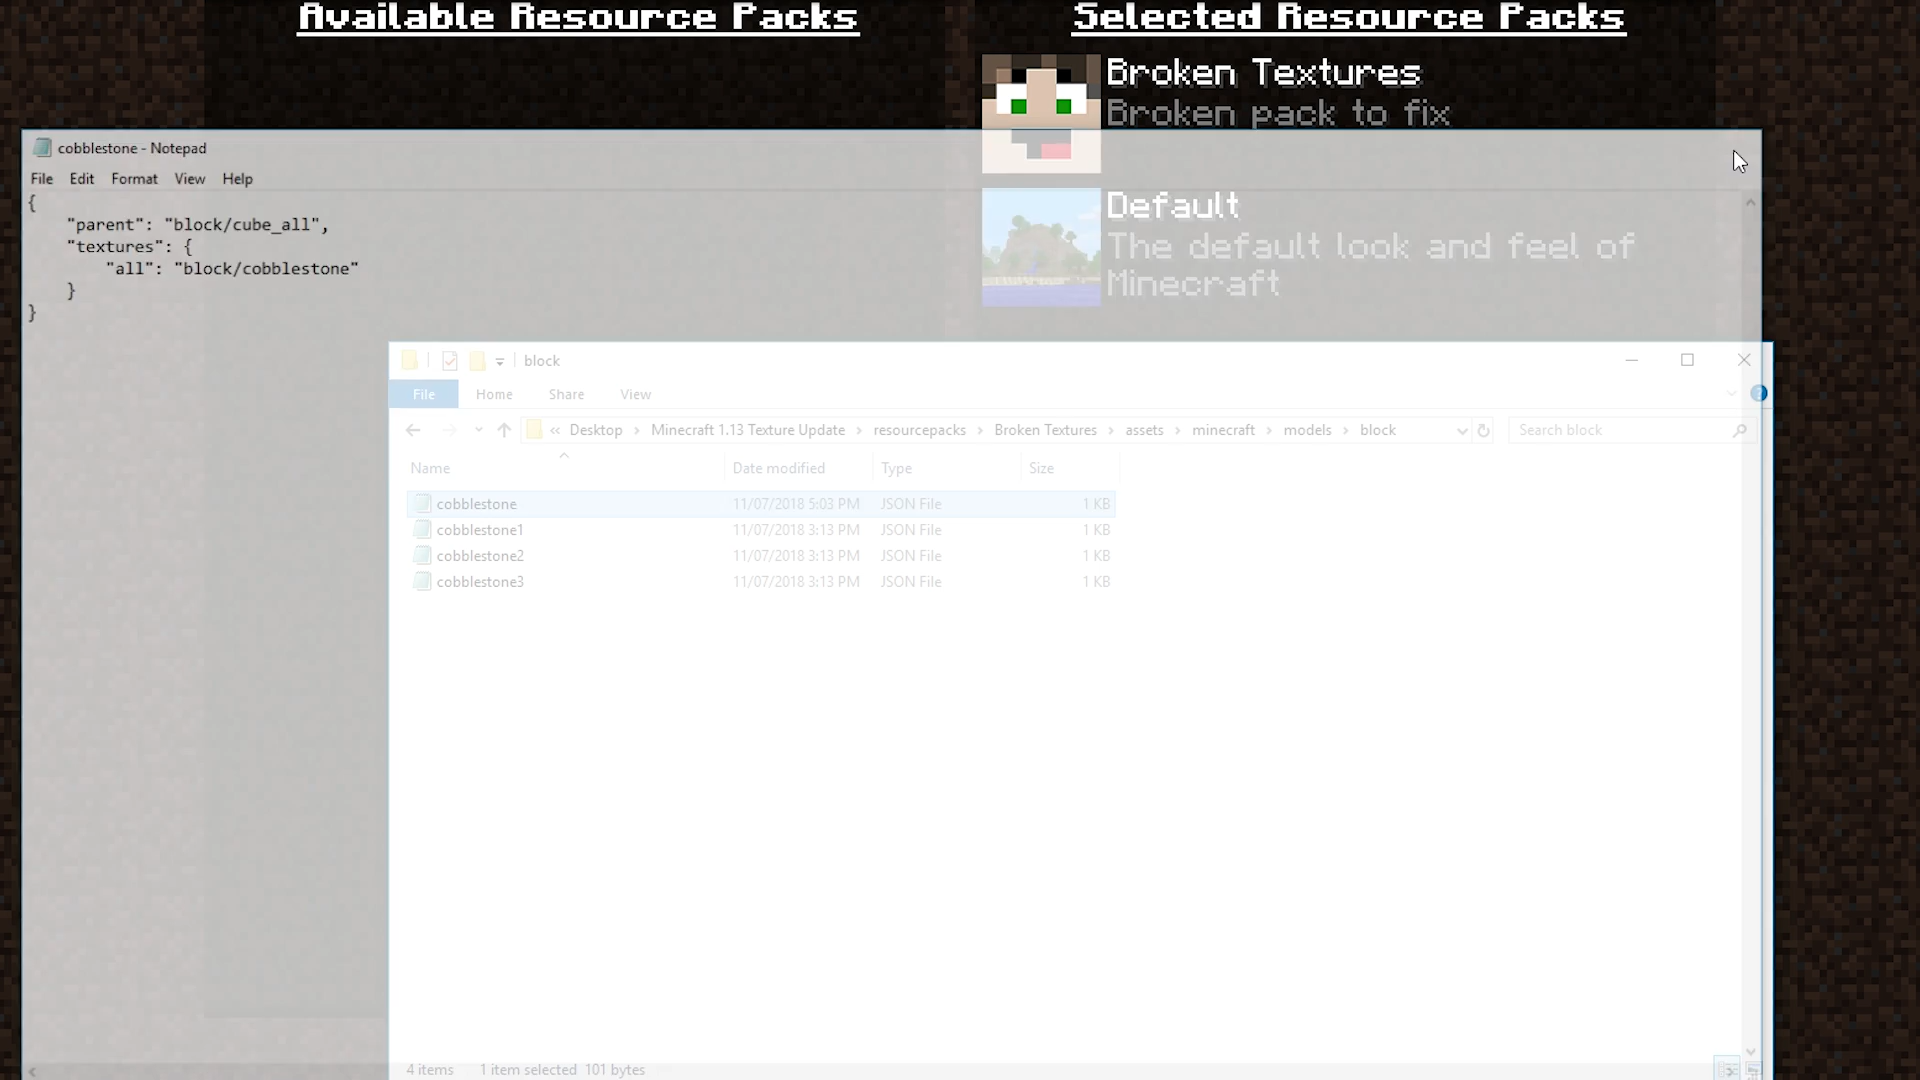 Available Resource Packs
Selected Resource Packs
Broken Textures
Broken pack to fix
Default
The default look and feel of
Minecraft
cobblestone - Notepad
File Edit Format View Help
{
"parent": "block/cube_all",
"textures": {
"all": "block/cobblestone"
}
}
block
File Home Share View
« Desktop › Minecraft 1.13 Texture Update › resourcepacks › Broken Textures › assets › minecraft › models › block
Search block
Name Date modified Type Size
cobblestone 11/07/2018 5:03 PM JSON File 1 KB
cobblestone1 11/07/2018 3:13 PM JSON File 1 KB
cobblestone2 11/07/2018 3:13 PM JSON File 1 KB
cobblestone3 11/07/2018 3:13 PM JSON File 1 KB
4 items 1 item selected 101 bytes